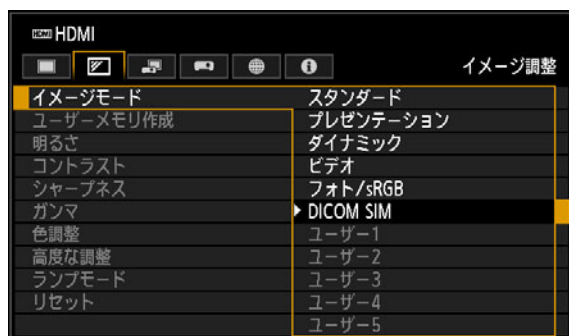 HDMI HDMI
イメージ調整
イメージモード
ユーザーメモリ作成
明るさ
コントラスト
シャープネス
ガンマ
色調整
高度な調整
ランプモード
リセット
スタンダード
プレゼンテーション
ダイナミック
ビデオ
フォト/sRGB
DICOM SIM
ユーザー1
ユーザー2
ユーザー3
ユーザー4
ユーザー5